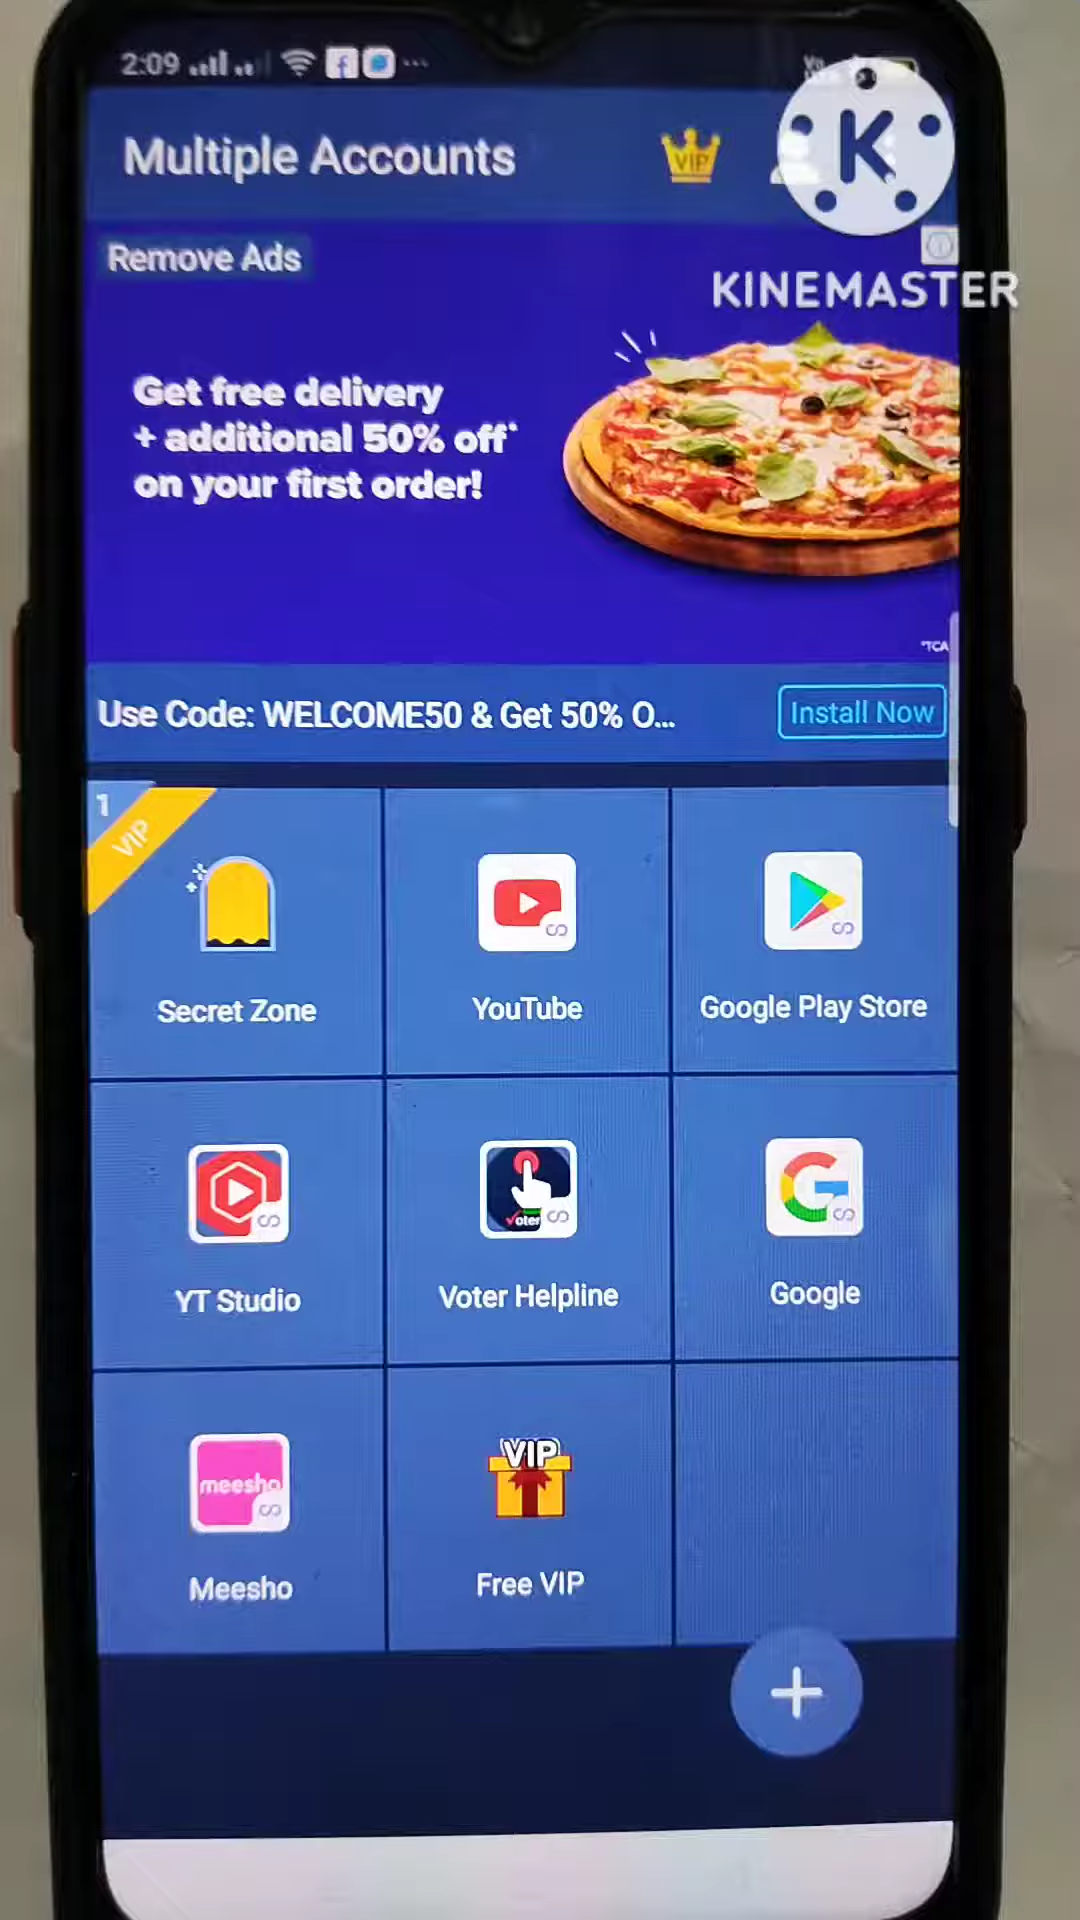 2:09
Multiple Accounts
VIP
K
KINEMASTER
Remove Ads
Get free delivery
+ additional 50% off*
on your first order!
*T&CA
Use Code: WELCOME50 & Get 50% O...
Install Now
1
VIP
Secret Zone
YouTube
Google Play Store
Voter
YT Studio
Voter Helpline
Google
meesho
VIP
Meesho
Free VIP